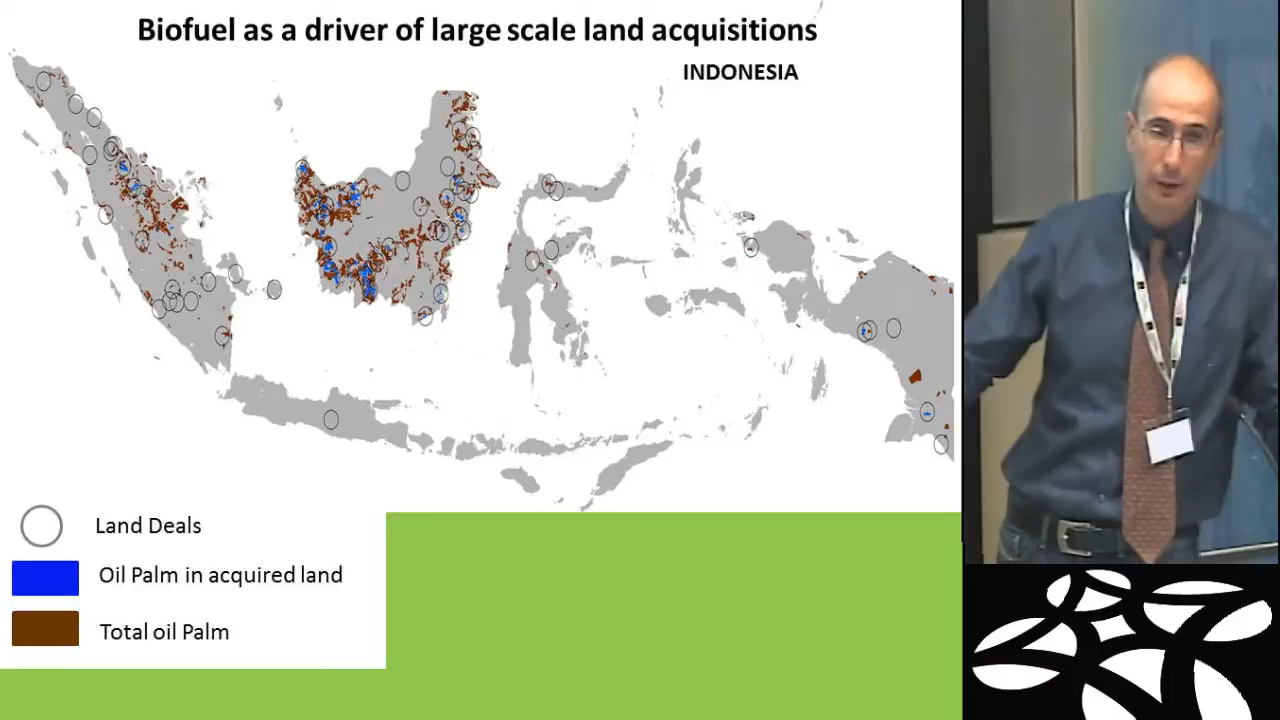 Biofuel as a driver of large scale land acquisitions
INDONESIA
Land Deals
Oil Palm in acquired land
Total oil Palm